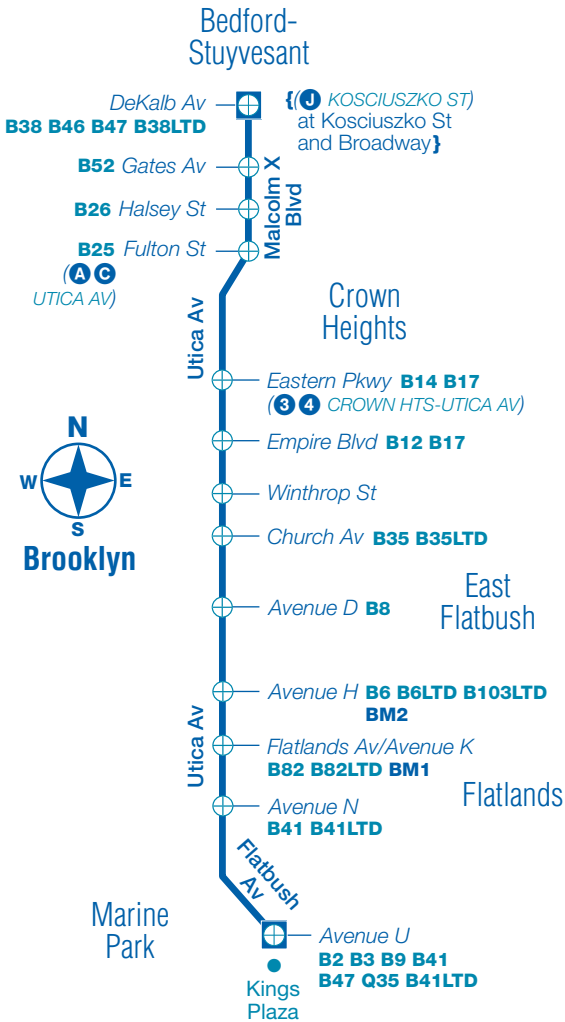 Bedford-
Stuyvesant
DeKalb Av
B38 B46 B47 B38LTD
{(J KOSCIUSZKO ST)
at Kosciuszko St
and Broadway}
B52 Gates Av
B26 Halsey St
Malcolm X
Blvd
B25 Fulton St
(A C
UTICA AV)
Crown
Heights
Utica Av
Eastern Pkwy B14 B17
(3 4 CROWN HTS-UTICA AV)
N
W E
S
Brooklyn
Empire Blvd B12 B17
Winthrop St
Church Av B35 B35LTD
East
Flatbush
Avenue D B8
Avenue H B6 B6LTD B103LTD
BM2
Utica Av
Flatlands Av/Avenue K
B82 B82LTD BM1
Flatlands
Avenue N
B41 B41LTD
Flatbush
Av
Marine
Park
Avenue U
B2 B3 B9 B41
B47 Q35 B41LTD
Kings
Plaza